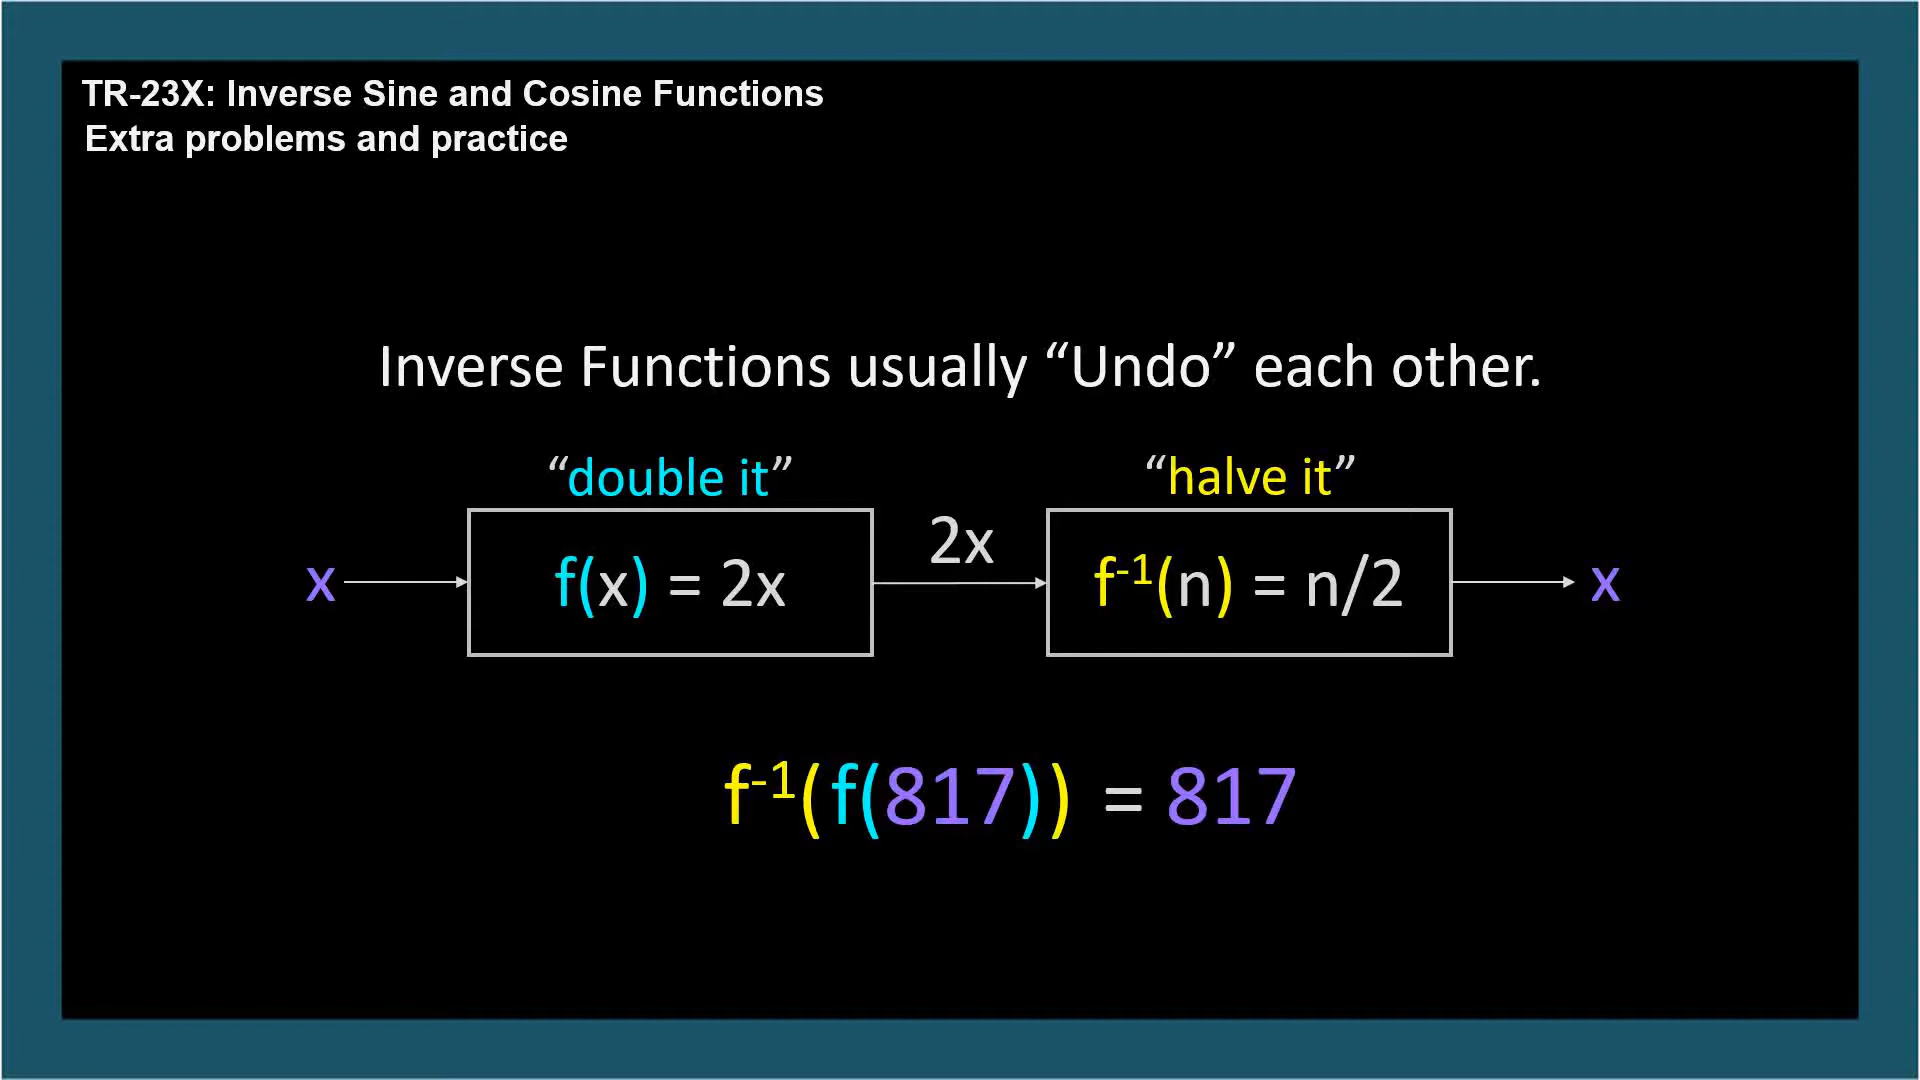 TR-23X: Inverse Sine and Cosine Functions
Extra problems and practice
Inverse Functions usually “Undo” each other.
“double it” “halve it”
x f(x) = 2x 2x f⁻¹(n) = n/2 x
f⁻¹(f(817)) = 817